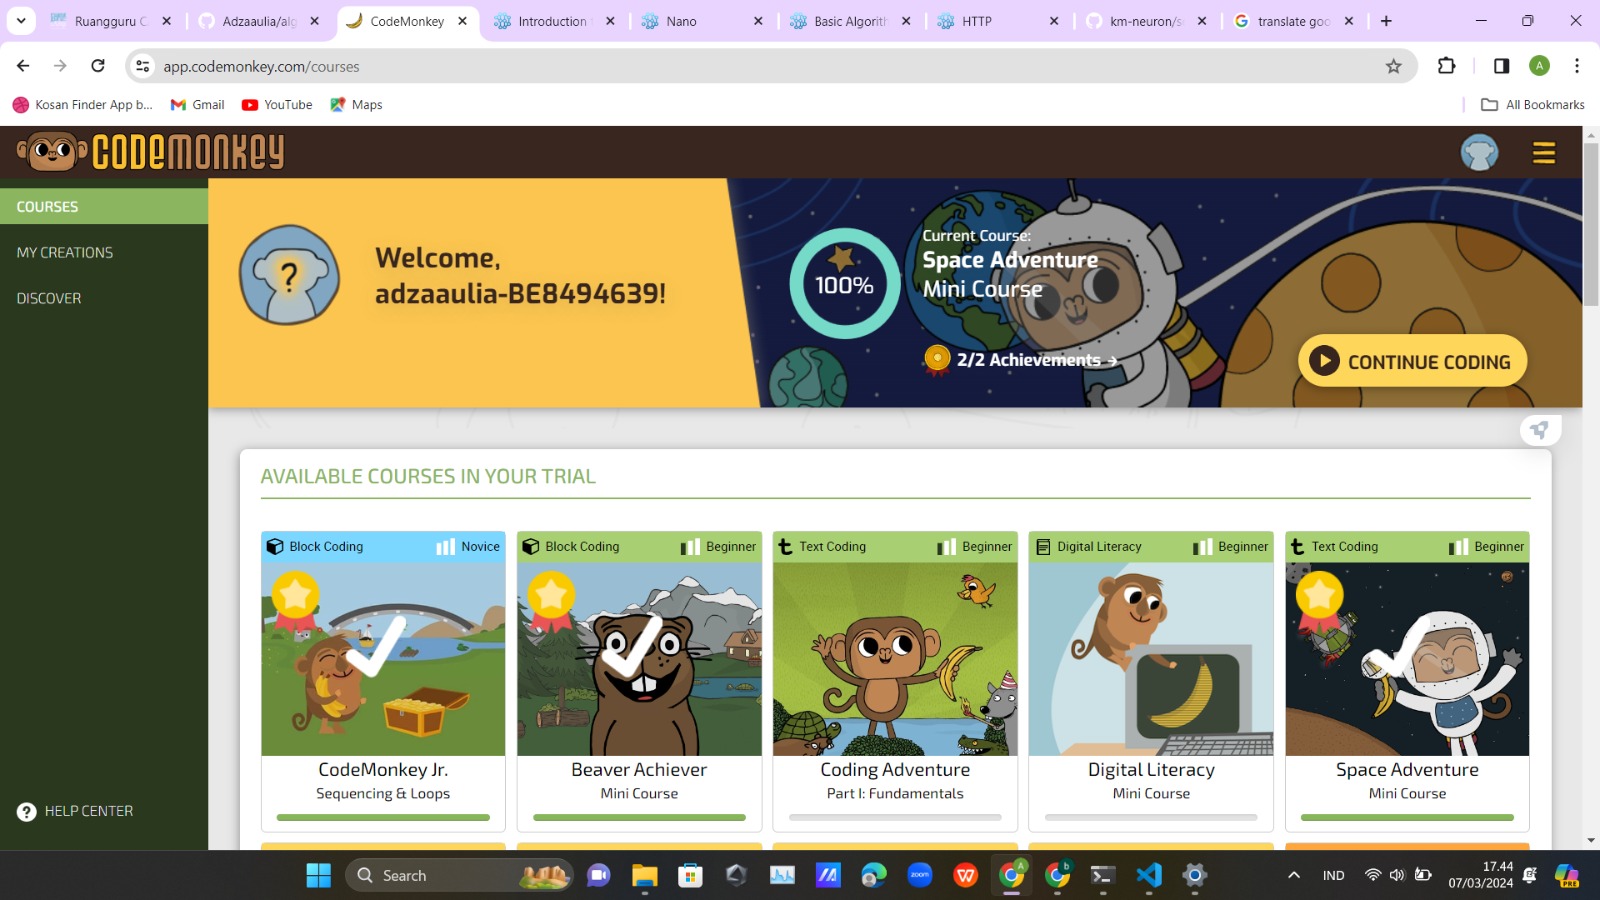 Ruangguru C
Adzaaulia/alg
CodeMonkey
Introduction
Nano
Basic Algorith
HTTP
km-neuron/s
translate goo
app.codemonkey.com/courses
A
Kosan Finder App b...
Gmail
YouTube
Maps
All Bookmarks
CODEMONKEY
COURSES
MY CREATIONS
DISCOVER
HELP CENTER
?
Welcome,
adzaaulia-BE8494639!
100%
Current Course:
Space Adventure
Mini Course
2/2 Achievements →
CONTINUE CODING
AVAILABLE COURSES IN YOUR TRIAL
Block Coding Novice
CodeMonkey Jr.
Sequencing & Loops
Block Coding Beginner
Beaver Achiever
Mini Course
Text Coding Beginner
Coding Adventure
Part I: Fundamentals
Digital Literacy Beginner
Digital Literacy
Mini Course
Text Coding Beginner
Space Adventure
Mini Course
Search
zoom
IND
17.44
07/03/2024
PRE